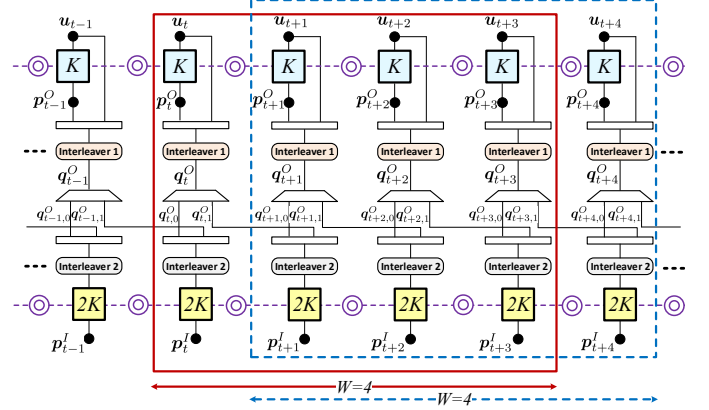 u_{t-1} u_t u_{t+1} u_{t+2} u_{t+3} u_{t+4}
K K K K K K
p^O_{t-1} p^O_t p^O_{t+1} p^O_{t+2} p^O_{t+3} p^O_{t+4}
Interleaver 1 Interleaver 1 Interleaver 1 Interleaver 1 Interleaver 1 Interleaver 1
q^O_{t-1} q^O_t q^O_{t+1} q^O_{t+2} q^O_{t+3} q^O_{t+4}
q^O_{t-1,0} q^O_{t-1,1} q^O_{t,0} q^O_{t,1} q^O_{t+1,0} q^O_{t+1,1} q^O_{t+2,0} q^O_{t+2,1} q^O_{t+3,0} q^O_{t+3,1} q^O_{t+4,0} q^O_{t+4,1}
Interleaver 2 Interleaver 2 Interleaver 2 Interleaver 2 Interleaver 2 Interleaver 2
2K 2K 2K 2K 2K 2K
p^I_{t-1} p^I_t p^I_{t+1} p^I_{t+2} p^I_{t+3} p^I_{t+4}
W=4
W=4